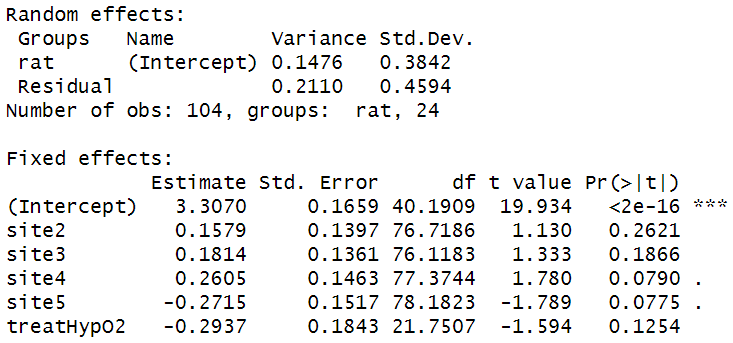 Random effects:
 Groups   Name        Variance Std.Dev.
 rat      (Intercept) 0.1476   0.3842
 Residual             0.2110   0.4594
Number of obs: 104, groups:  rat, 24

Fixed effects:
            Estimate Std. Error      df t value Pr(>|t|)
(Intercept)   3.3070     0.1659 40.1909  19.934   <2e-16 ***
site2         0.1579     0.1397 76.7186   1.130   0.2621
site3         0.1814     0.1361 76.1183   1.333   0.1866
site4         0.2605     0.1463 77.3744   1.780   0.0790 .
site5        -0.2715     0.1517 78.1823  -1.789   0.0775 .
treatHypO2   -0.2937     0.1843 21.7507  -1.594   0.1254